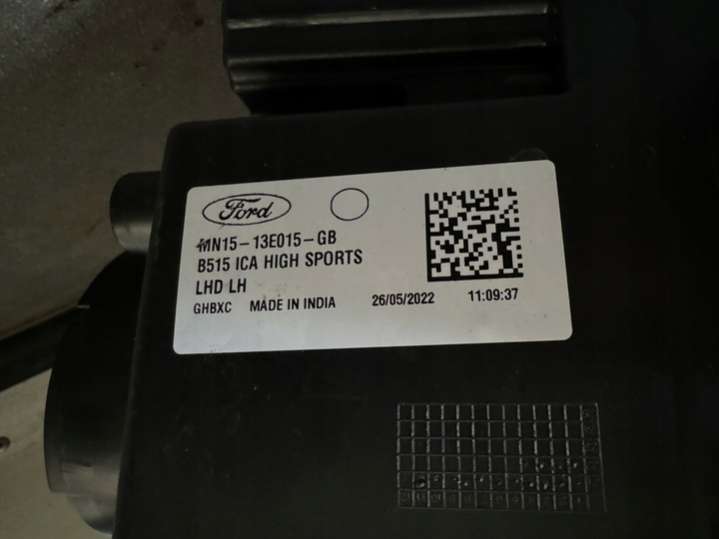 Ford
MN15-13E015-GB
B515 ICA HIGH SPORTS
LHD LH
GHBXC MADE IN INDIA 26/05/2022 11:09:37